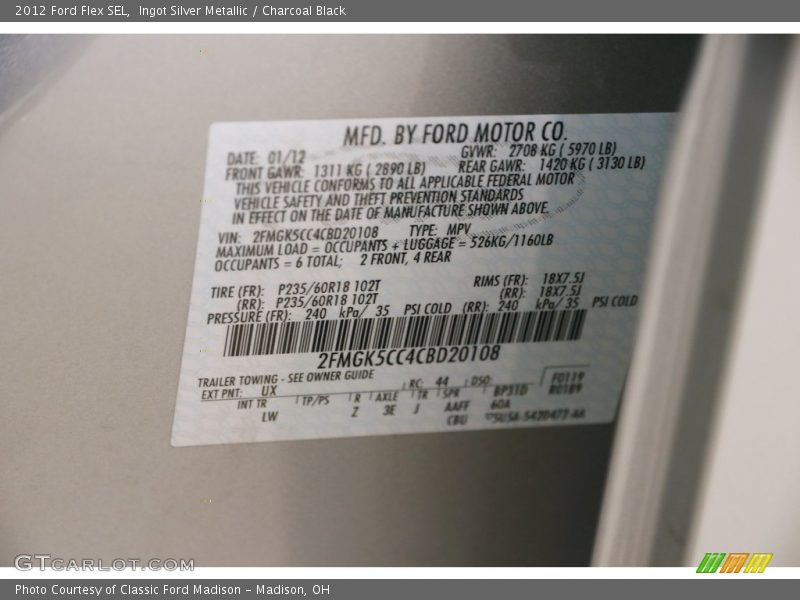 2012 Ford Flex SEL,  Ingot Silver Metallic / Charcoal Black
MFD. BY FORD MOTOR CO.
DATE: 01/12 GVWR: 2708 KG ( 5970 LB)
FRONT GAWR: 1311 KG ( 2890 LB) REAR GAWR: 1420 KG ( 3130 LB)
THIS VEHICLE CONFORMS TO ALL APPLICABLE FEDERAL MOTOR
VEHICLE SAFETY AND THEFT PREVENTION STANDARDS
IN EFFECT ON THE DATE OF MANUFACTURE SHOWN ABOVE.
VIN: 2FMGK5CC4CBD20108 TYPE: MPV
MAXIMUM LOAD = OCCUPANTS + LUGGAGE = 526KG/1160LB
OCCUPANTS = 6 TOTAL; 2 FRONT, 4 REAR
TIRE (FR): P235/60R18 102T RIMS (FR): 18X7.5J
(RR): P235/60R18 102T (RR): 18X7.5J
PRESSURE (FR): 240 kPa/ 35 PSI COLD (RR): 240 kPa/ 35 PSI COLD
2FMGK5CC4CBD20108
TRAILER TOWING - SEE OWNER GUIDE
EXT PNT: UX RC: 44 DSO: F0119
INT TR TP/PS R AXLE TR SPR BP31D R0189
LW Z 3E J AAFF 60A
CBU
GTCARLOT.COM
Photo Courtesy of Classic Ford Madison - Madison, OH